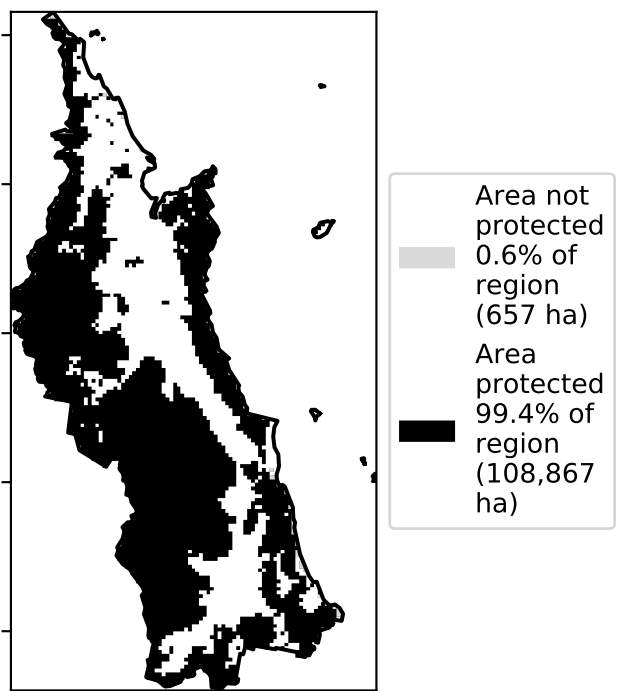 Area not
protected
0.6% of
region
(657 ha)
Area
protected
99.4% of
region
(108,867
ha)